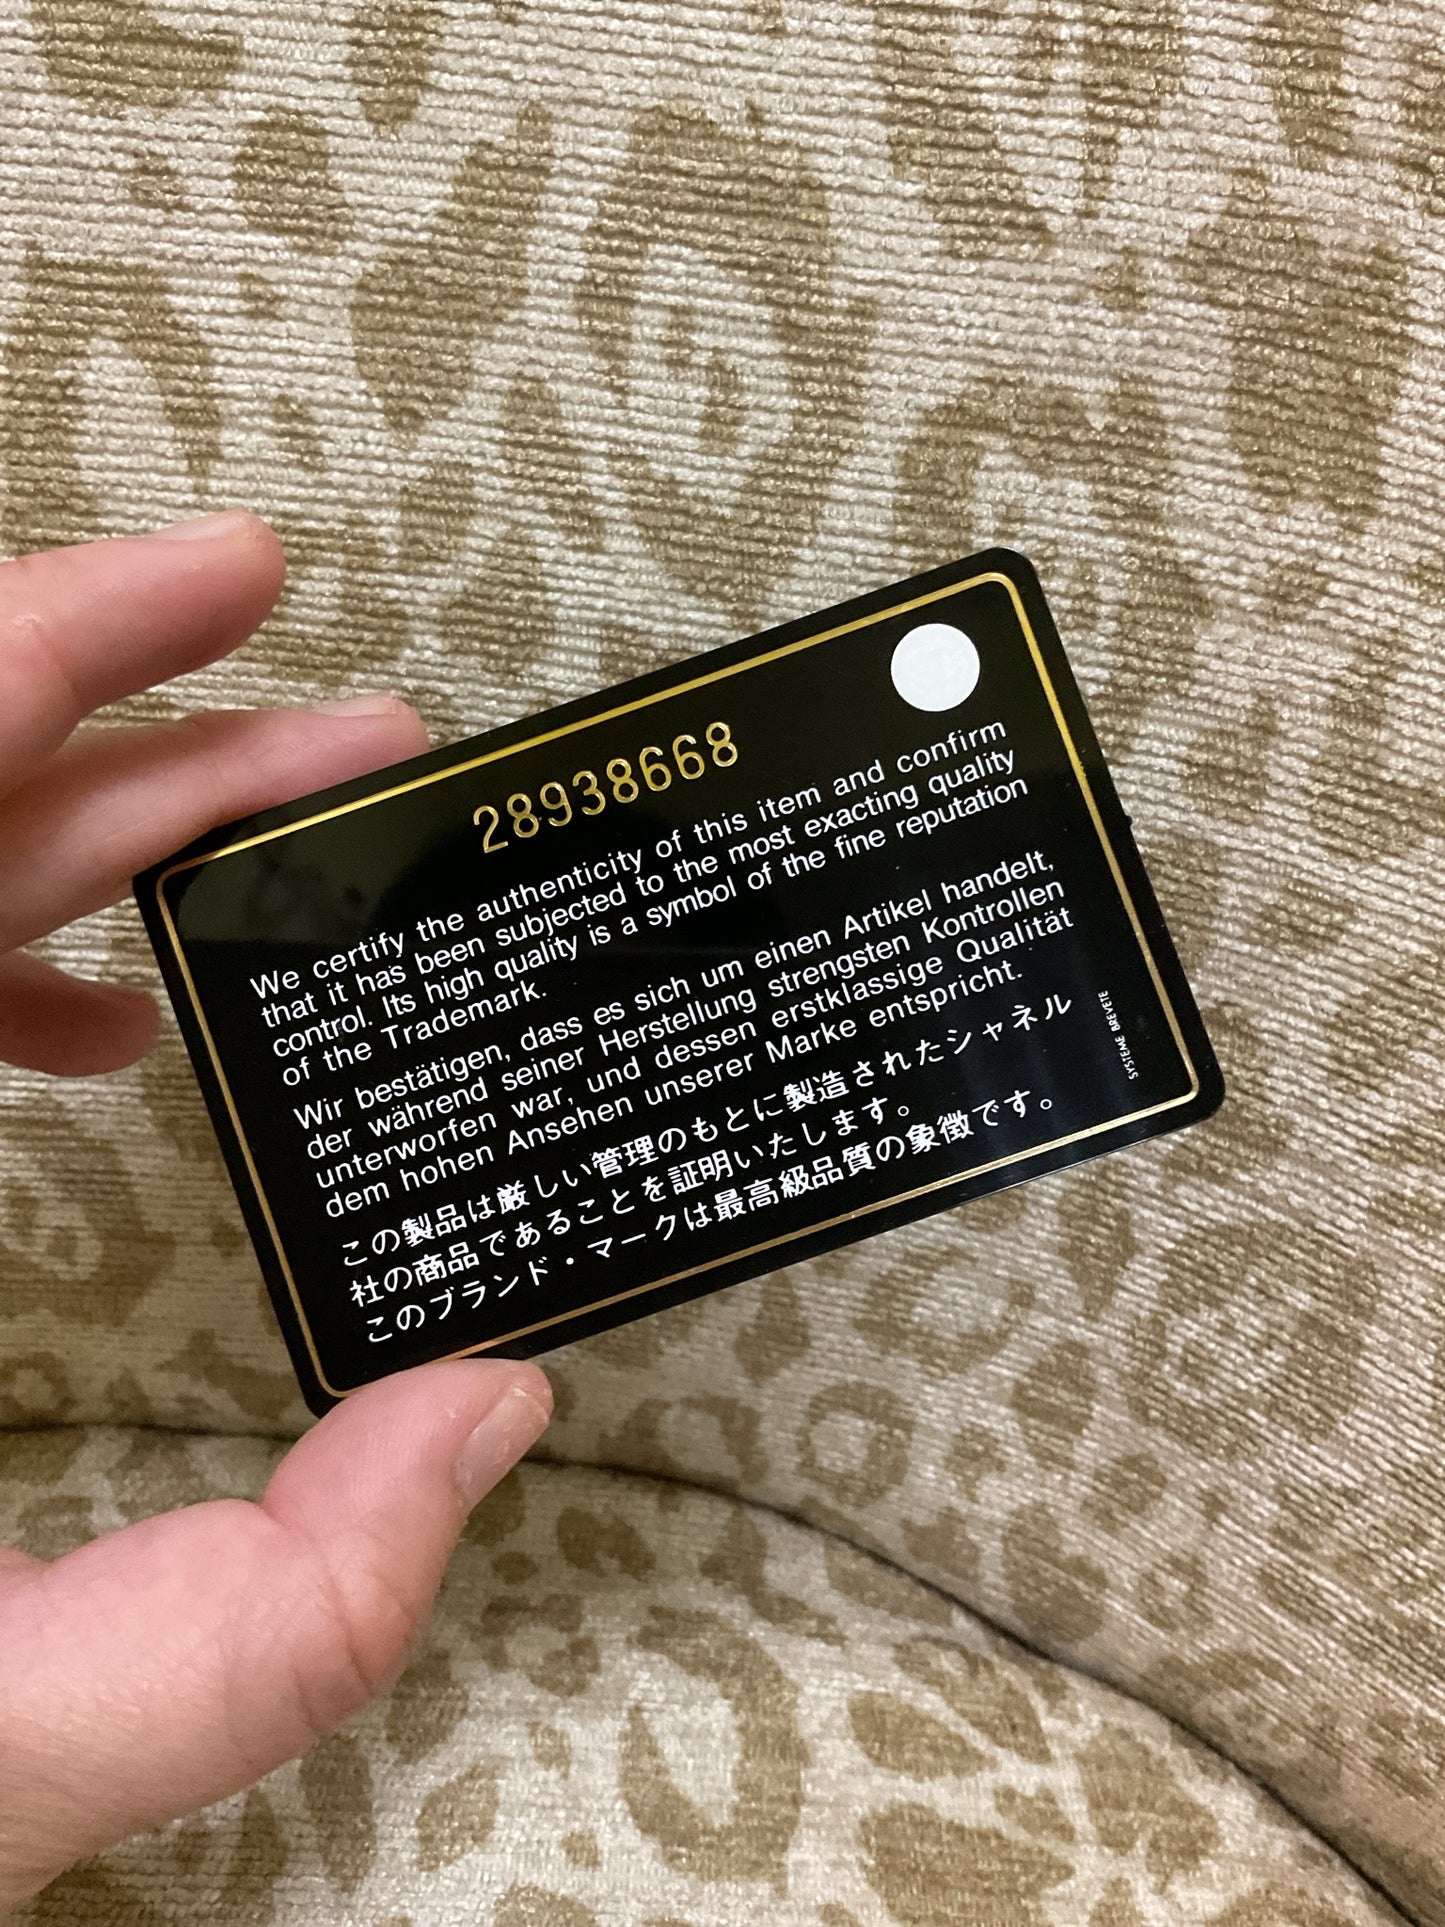 28938668
We certify the authenticity of this item and confirm
that it has been subjected to the most exacting quality
control. Its high quality is a symbol of the fine reputation
of the Trademark.
Wir bestätigen, dass es sich um einen Artikel handelt,
der während seiner Herstellung strengsten Kontrollen
unterworfen war, und dessen erstklassige Qualität
dem hohen Ansehen unserer Marke entspricht.
この製品は厳しい管理のもとに製造されたシャネル
社の商品であることを証明いたします。
このブランド・マークは最高級品質の象徴です。
SYSTEME BREVETE